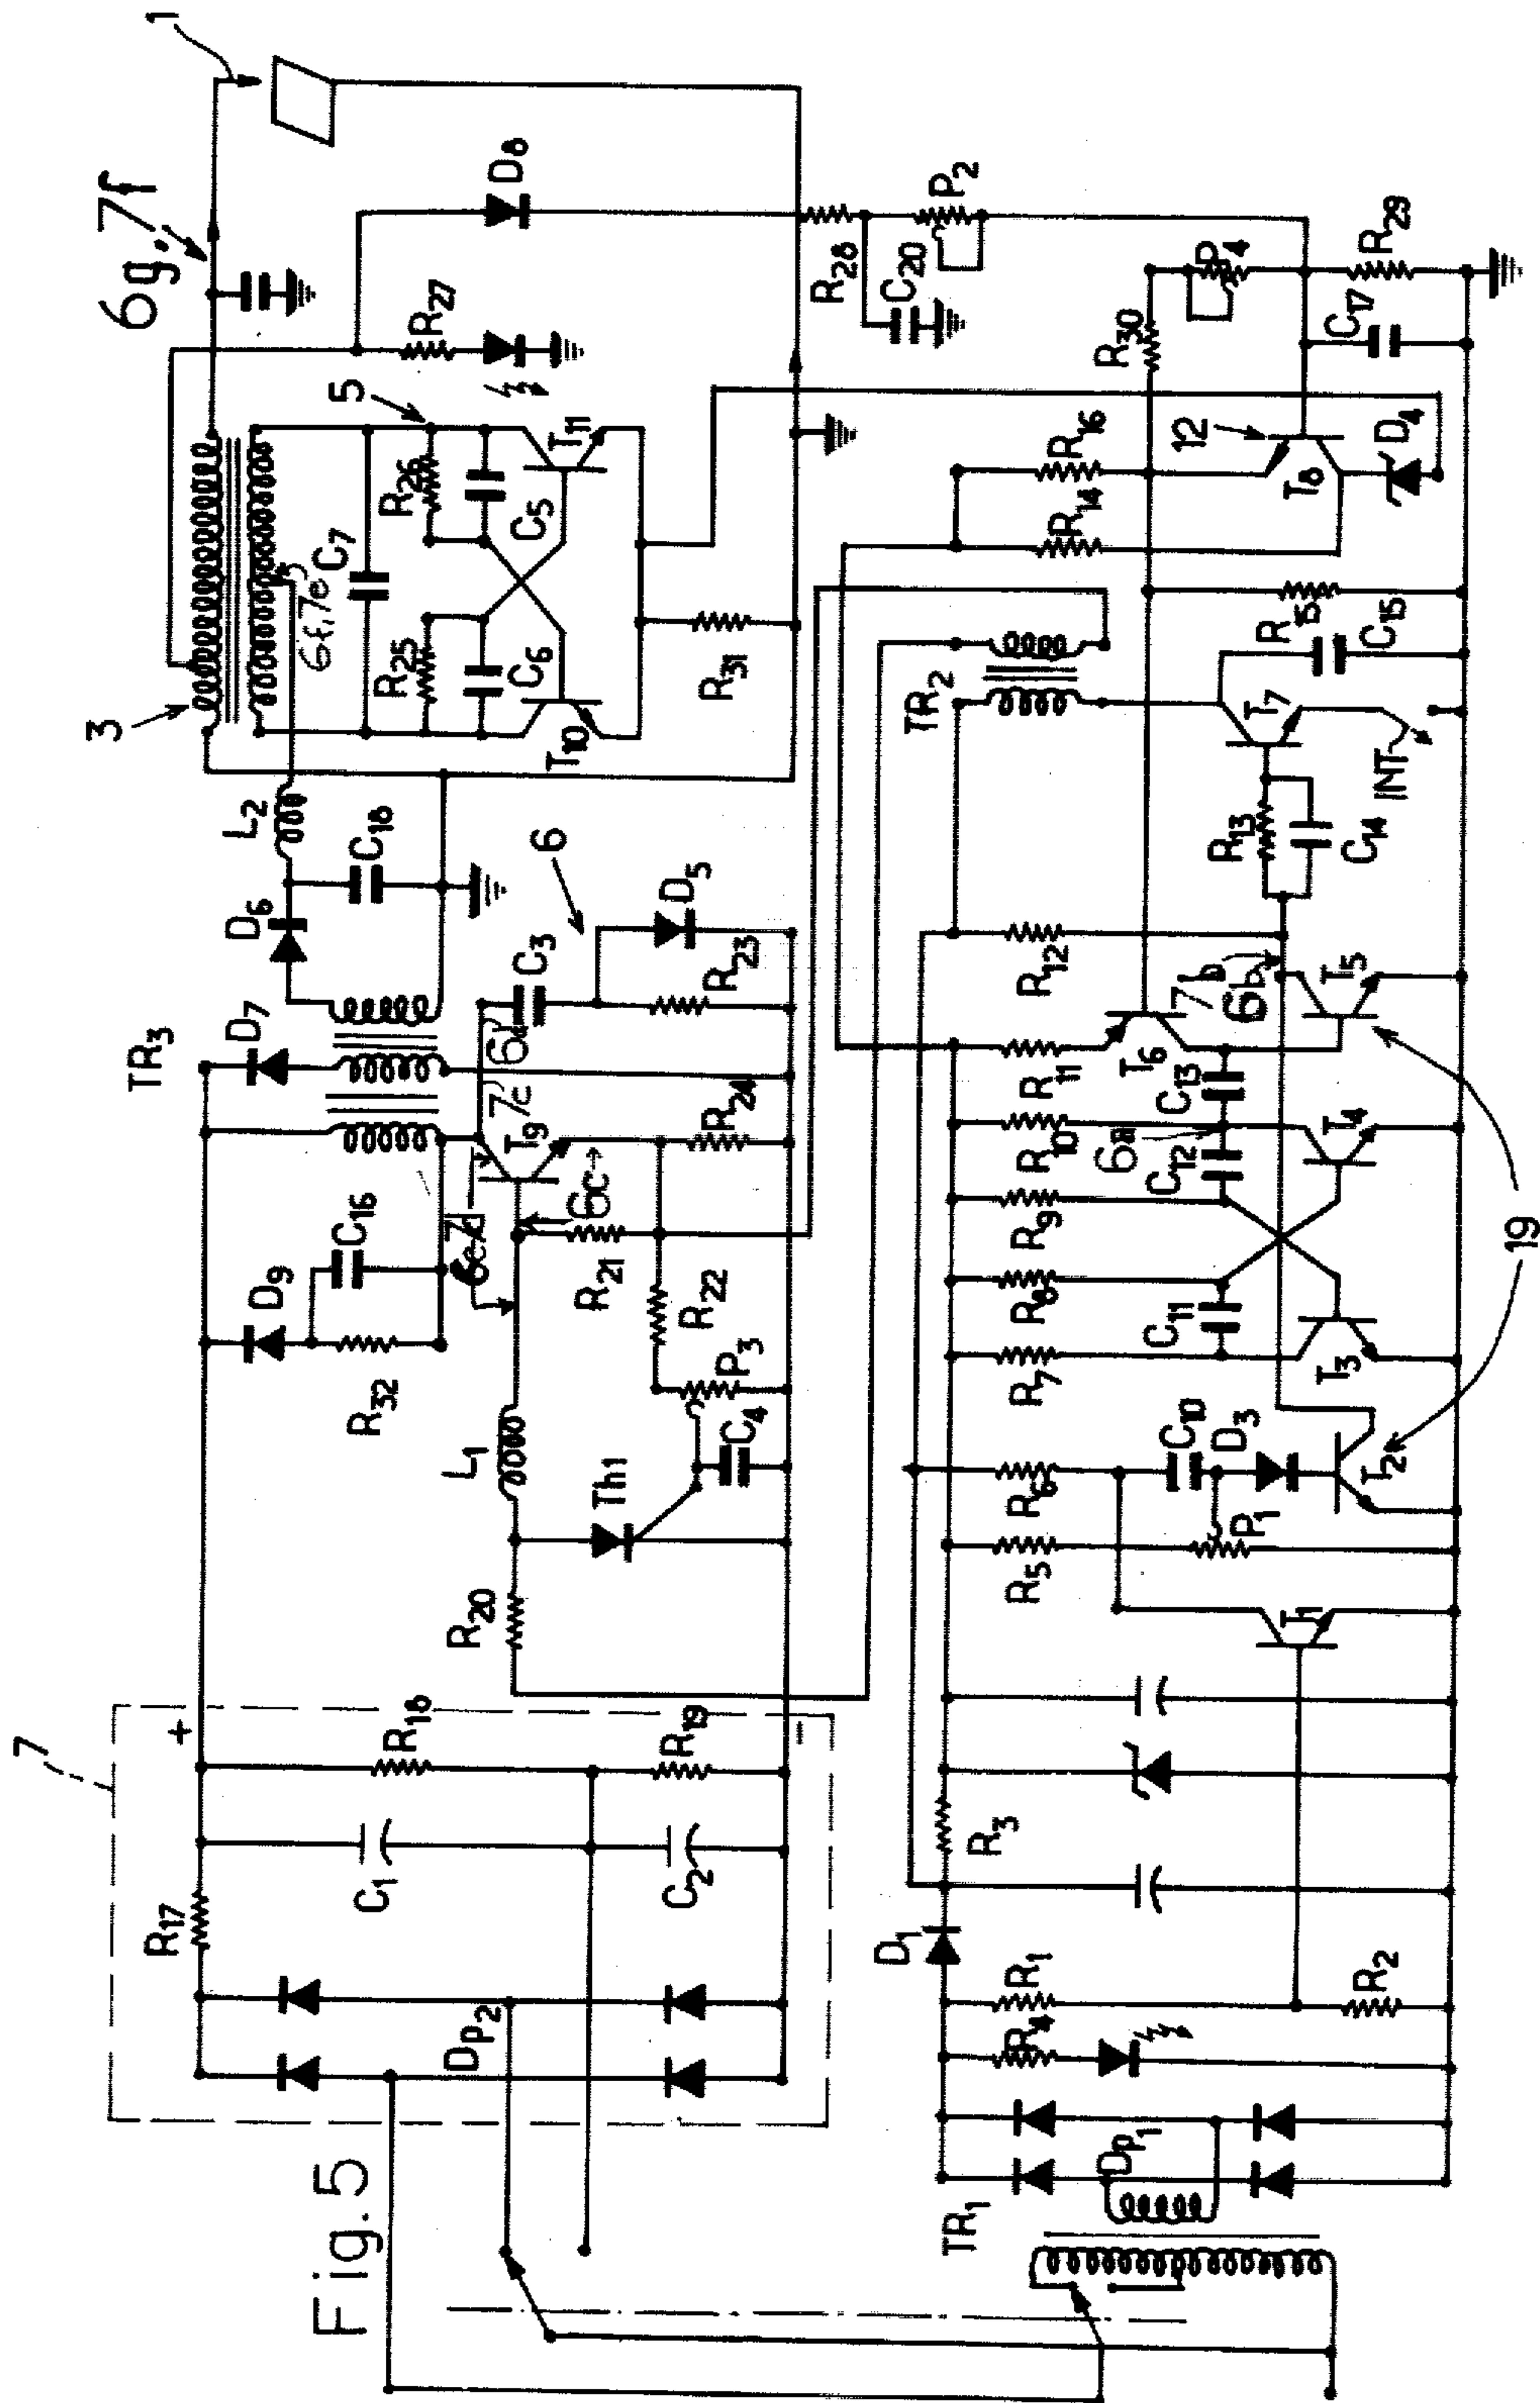 Fig. 5
7
R17
+
C1
R18
C2
R19
−
Dp2
D9
C16
R32
TR3
D7
D6
C18
L2
3
6f,7e
C7
5
R25
R26
C6
C5
T10
T11
R31
6g,7f
R27
D8
1
R20
L1
Th1
C4
P3
R22
R21
6c
T9
7c
6d
R24
C3
R23
D5
6
R28
C20
P2
TR1
Dp1
R4
R1
R2
D1
R3
T1
R5
P1
R6
C10
D3
T2
R7
C11
R8
T3
R9
C12
6a
R10
C13
T4
R11
T6
7b
6b
T5
R12
R13
C14
TR2
T7
INT
C15
R15
R14
R16
T8
12
D4
R30
P4
C17
R29
19